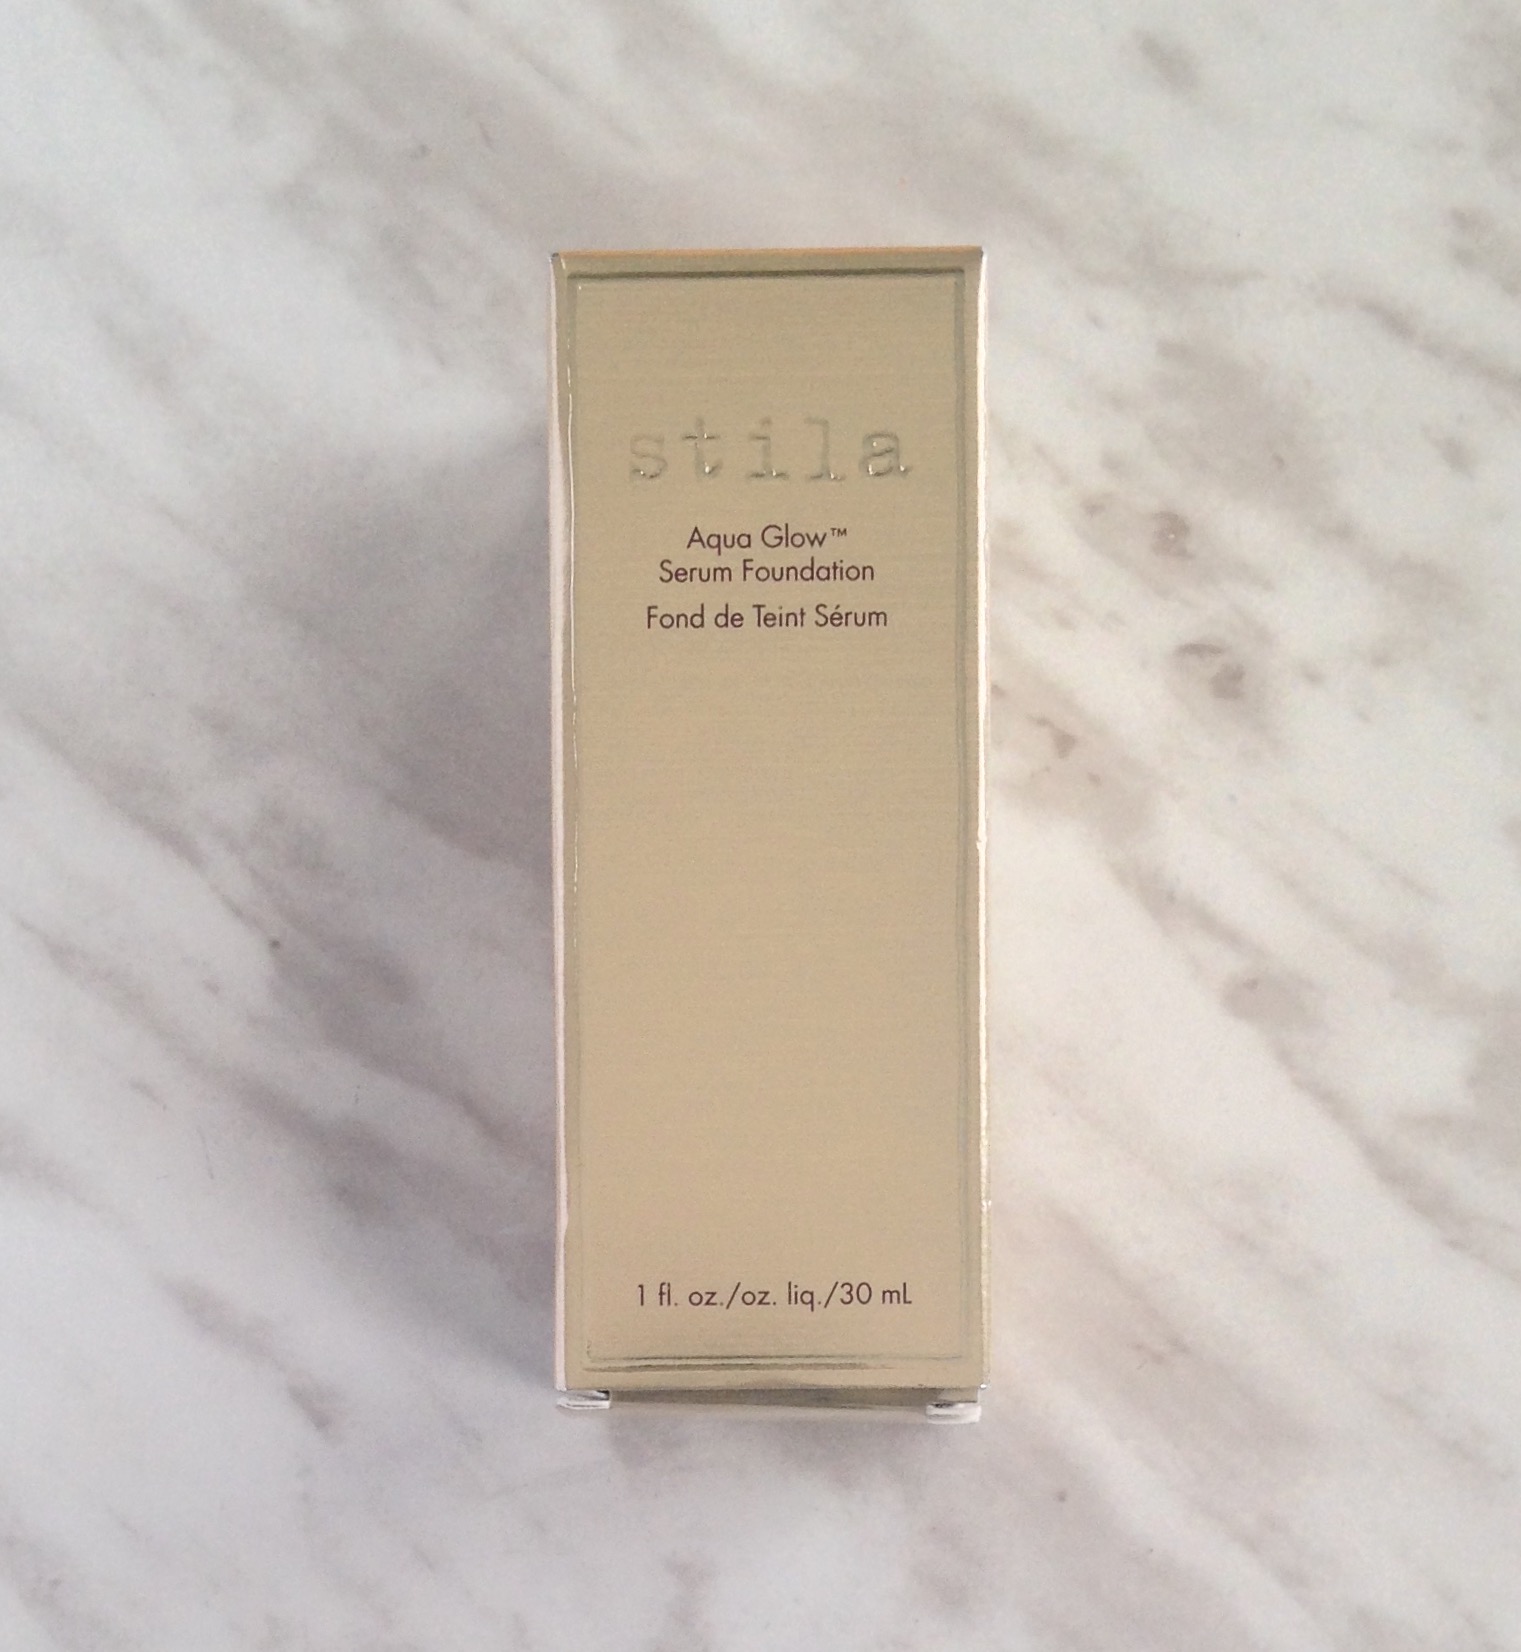 stila
Aqua Glow™
Serum Foundation
Fond de Teint Sérum
1 fl. oz./oz. liq./30 mL